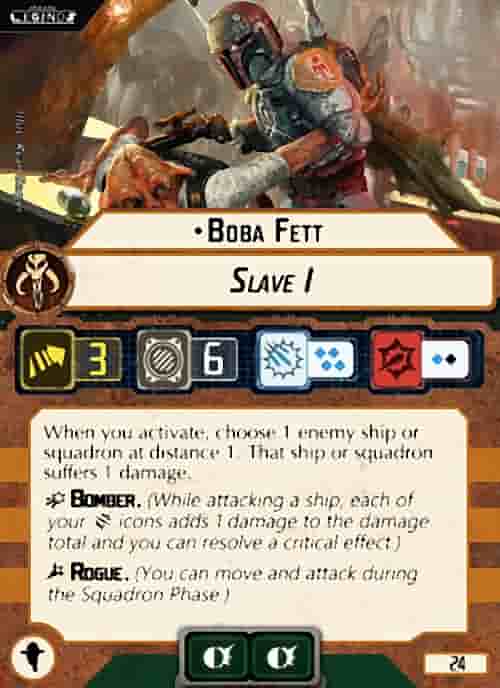 LEGENDS
• BOBA FETT
SLAVE I
3
6
When you activate, choose 1 enemy ship or
squadron at distance 1. That ship or squadron
suffers 1 damage.
BOMBER. (While attacking a ship, each of
your icons adds 1 damage to the damage
total and you can resolve a critical effect.)
ROGUE. (You can move and attack during
the Squadron Phase.)
24